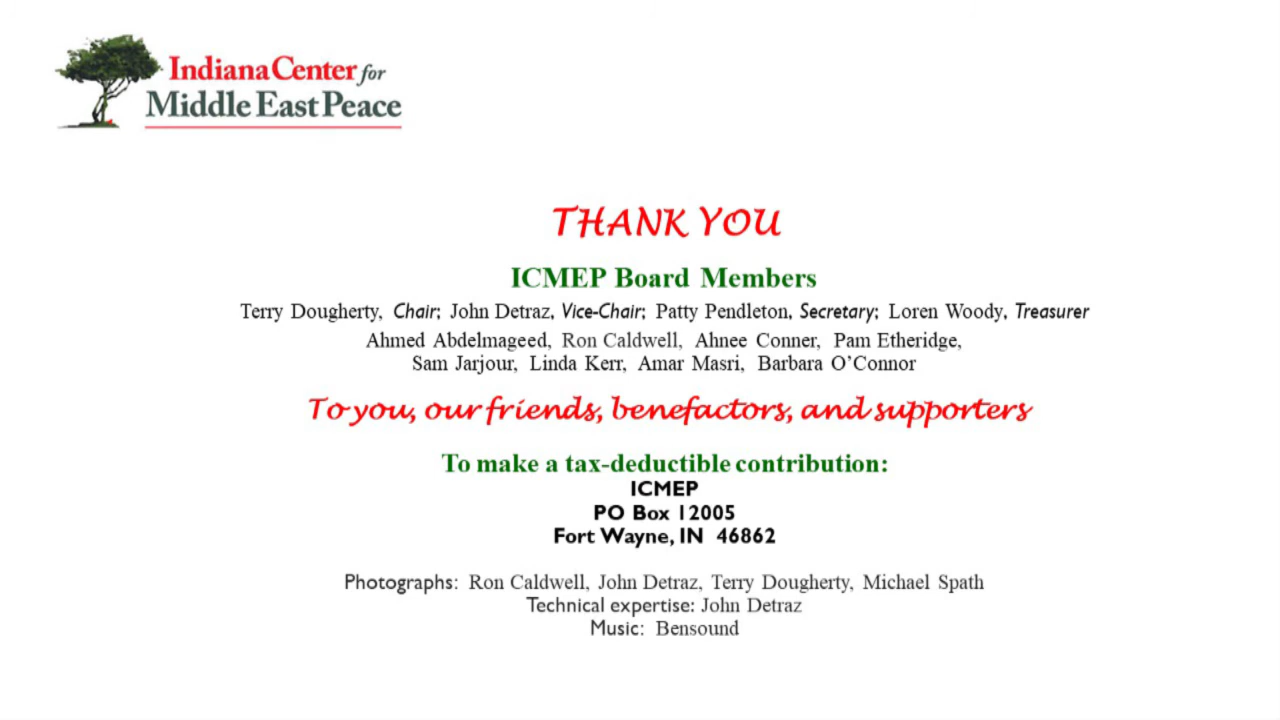 Indiana Center for
Middle East Peace
THANK YOU
ICMEP Board Members
Terry Dougherty, Chair; John Detraz, Vice-Chair; Patty Pendleton, Secretary; Loren Woody, Treasurer
Ahmed Abdelmageed, Ron Caldwell, Ahnee Conner, Pam Etheridge,
Sam Jarjour, Linda Kerr, Amar Masri, Barbara O’Connor
To you, our friends, benefactors, and supporters
To make a tax-deductible contribution:
ICMEP
PO Box 12005
Fort Wayne, IN 46862
Photographs: Ron Caldwell, John Detraz, Terry Dougherty, Michael Spath
Technical expertise: John Detraz
Music: Bensound